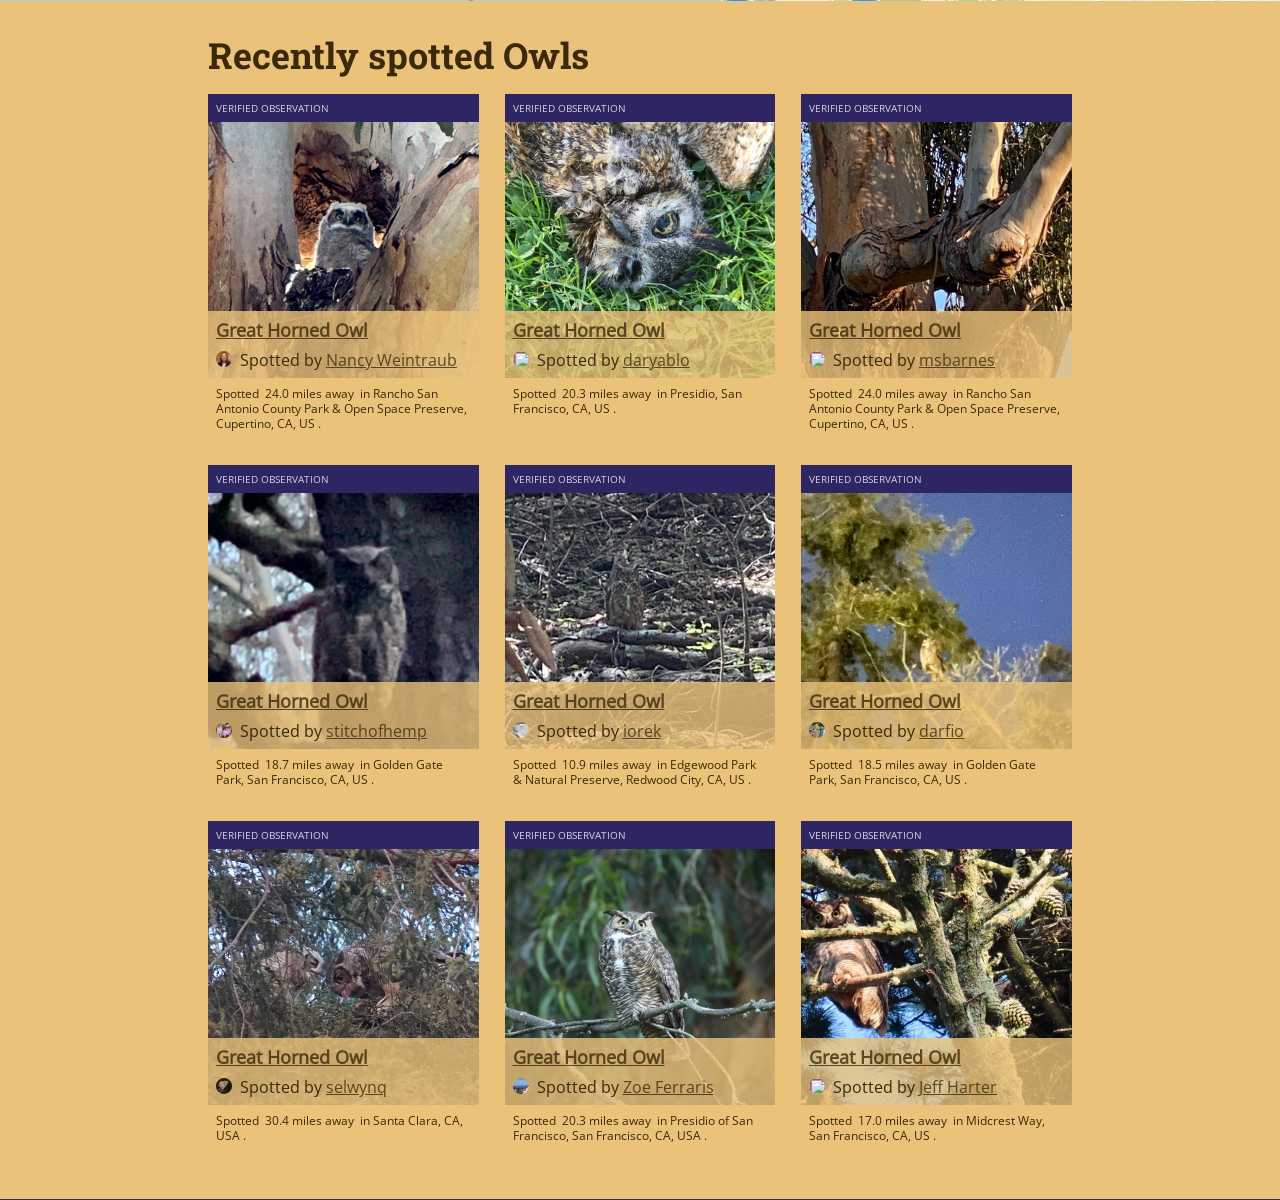 Recently spotted Owls
VERIFIED OBSERVATION
Great Horned Owl
Spotted by Nancy Weintraub
Spotted 24.0 miles away in Rancho San
Antonio County Park & Open Space Preserve,
Cupertino, CA, US .
VERIFIED OBSERVATION
Great Horned Owl
Spotted by daryablo
Spotted 20.3 miles away in Presidio, San
Francisco, CA, US .
VERIFIED OBSERVATION
Great Horned Owl
Spotted by msbarnes
Spotted 24.0 miles away in Rancho San
Antonio County Park & Open Space Preserve,
Cupertino, CA, US .
VERIFIED OBSERVATION
Great Horned Owl
Spotted by stitchofhemp
Spotted 18.7 miles away in Golden Gate
Park, San Francisco, CA, US .
VERIFIED OBSERVATION
Great Horned Owl
Spotted by iorek
Spotted 10.9 miles away in Edgewood Park
& Natural Preserve, Redwood City, CA, US .
VERIFIED OBSERVATION
Great Horned Owl
Spotted by darfio
Spotted 18.5 miles away in Golden Gate
Park, San Francisco, CA, US .
VERIFIED OBSERVATION
Great Horned Owl
Spotted by selwynq
Spotted 30.4 miles away in Santa Clara, CA,
USA .
VERIFIED OBSERVATION
Great Horned Owl
Spotted by Zoe Ferraris
Spotted 20.3 miles away in Presidio of San
Francisco, San Francisco, CA, USA .
VERIFIED OBSERVATION
Great Horned Owl
Spotted by Jeff Harter
Spotted 17.0 miles away in Midcrest Way,
San Francisco, CA, US .